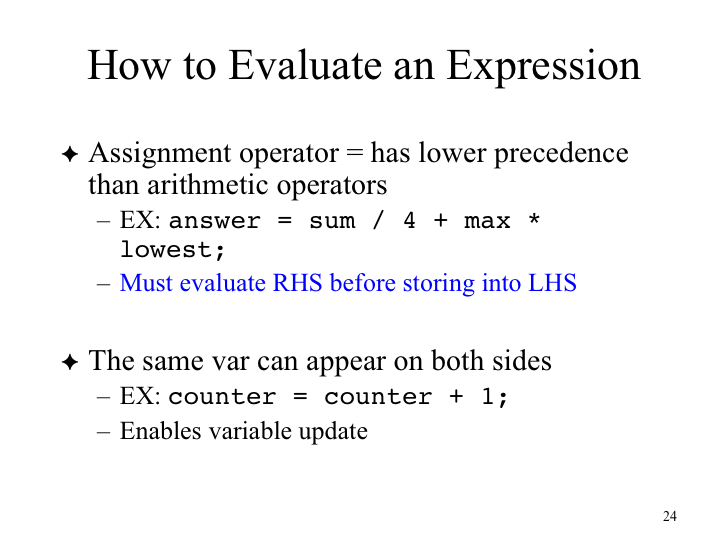 How to Evaluate an Expression
✦ Assignment operator = has lower precedence
than arithmetic operators
– EX: answer = sum / 4 + max *
lowest;
– Must evaluate RHS before storing into LHS
✦ The same var can appear on both sides
– EX: counter = counter + 1;
– Enables variable update
24